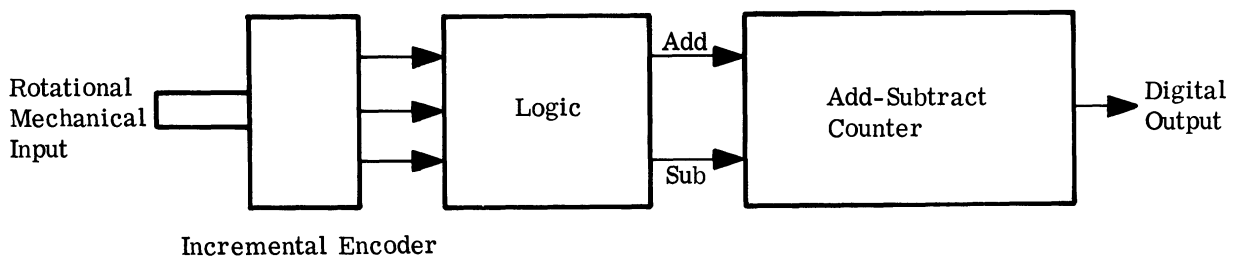 Rotational
Mechanical
Input
Incremental Encoder
Logic
Add
Sub
Add-Subtract
Counter
Digital
Output